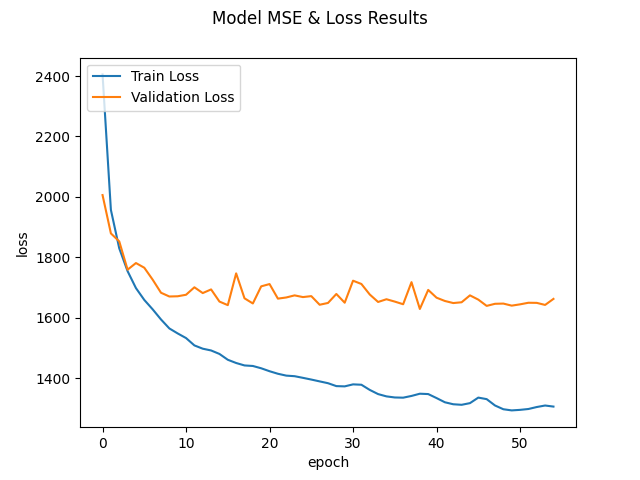 Model MSE & Loss Results
Train Loss
Validation Loss
2400
2200
2000
1800
1600
1400
loss
0 10 20 30 40 50
epoch